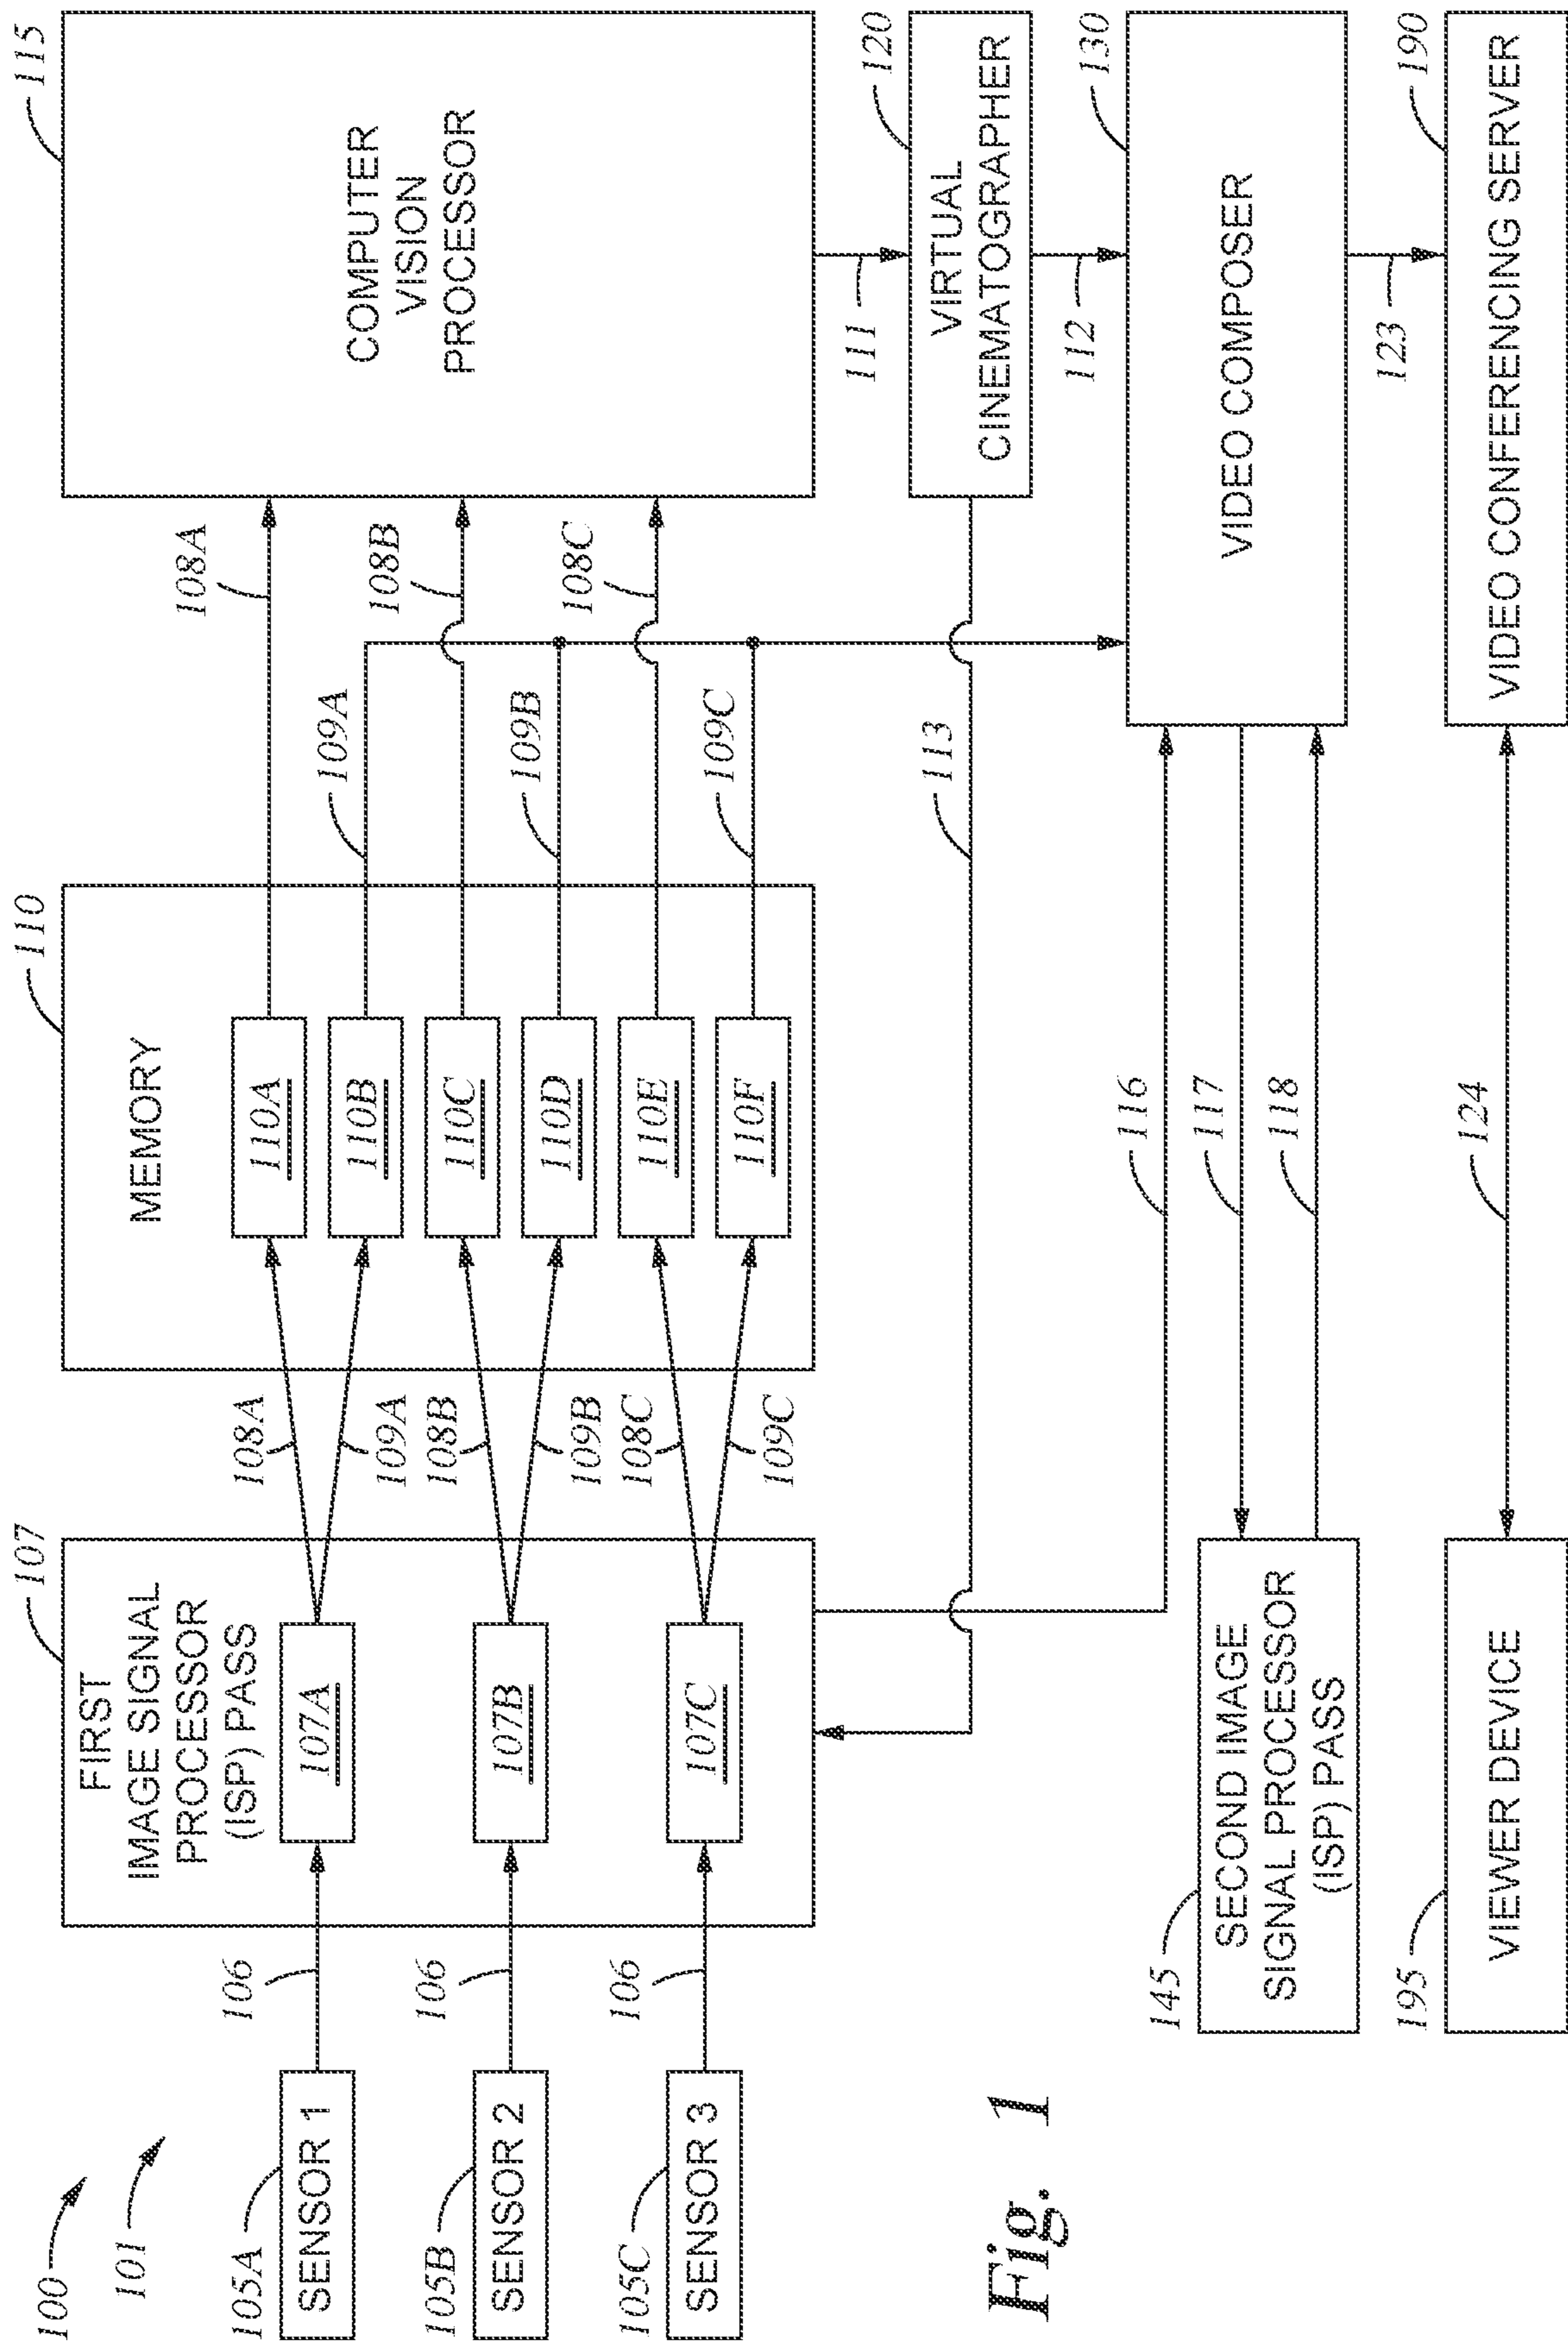 100
101
105A
SENSOR 1
105B
SENSOR 2
105C
SENSOR 3
106
106
106
107
FIRST
IMAGE SIGNAL
PROCESSOR
(ISP) PASS
107A
107B
107C
108A
109A
108B
109B
108C
109C
110
MEMORY
110A
110B
110C
110D
110E
110F
108A
109A
108B
109B
108C
109C
115
COMPUTER
VISION
PROCESSOR
111
120
VIRTUAL
CINEMATOGRAPHER
113
112
130
VIDEO COMPOSER
116
117
118
145
SECOND IMAGE
SIGNAL PROCESSOR
(ISP) PASS
123
190
VIDEO CONFERENCING SERVER
124
195
VIEWER DEVICE
Fig. 1